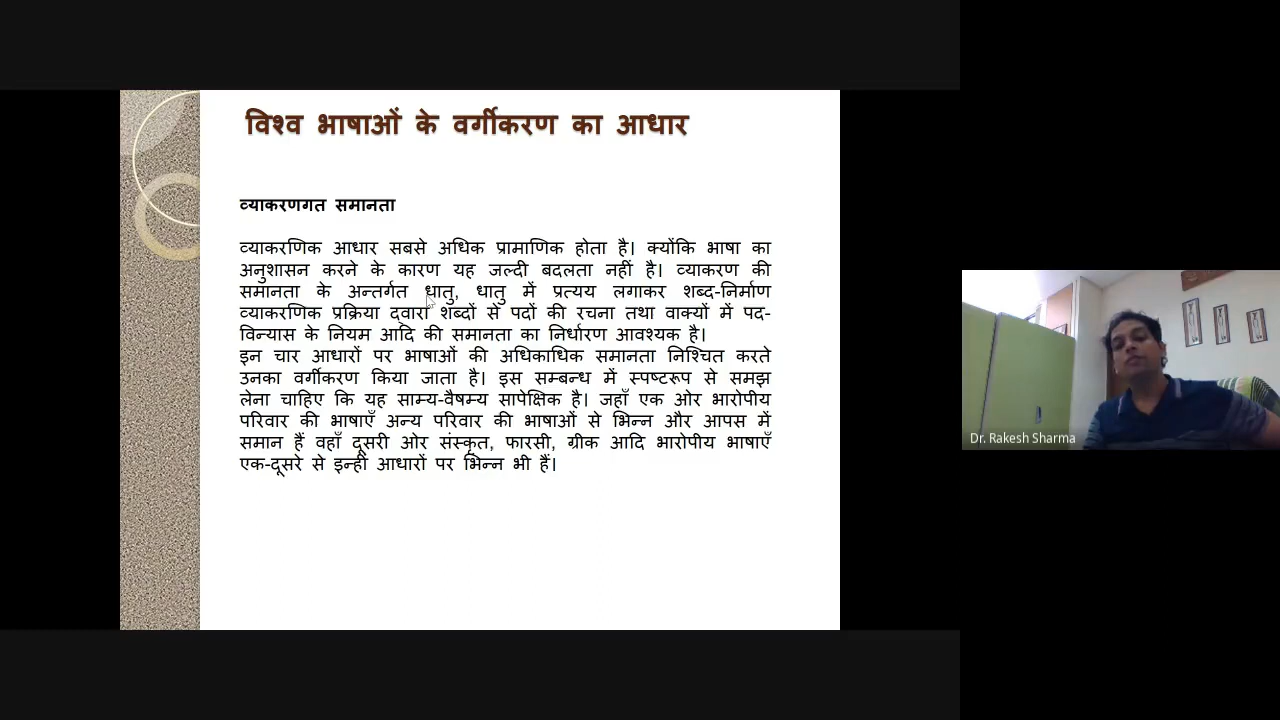 विश्व भाषाओं के वर्गीकरण का आधार
व्याकरणगत समानता
व्याकरणिक आधार सबसे अधिक प्रामाणिक होता है। क्योंकि भाषा का
अनुशासन करने के कारण यह जल्दी बदलता नहीं है। व्याकरण की
समानता के अन्तर्गत धातु, धातु में प्रत्यय लगाकर शब्द-निर्माण
व्याकरणिक प्रक्रिया द्वारा शब्दों से पदों की रचना तथा वाक्यों में पद-
विन्यास के नियम आदि की समानता का निर्धारण आवश्यक है।
इन चार आधारों पर भाषाओं की अधिकाधिक समानता निश्चित करते
उनका वर्गीकरण किया जाता है। इस सम्बन्ध में स्पष्टरूप से समझ
लेना चाहिए कि यह साम्य-वैषम्य सापेक्षिक है। जहाँ एक ओर भारोपीय
परिवार की भाषाएँ अन्य परिवार की भाषाओं से भिन्न और आपस में
समान हैं वहाँ दूसरी ओर संस्कृत, फारसी, ग्रीक आदि भारोपीय भाषाएँ
एक-दूसरे से इन्हीं आधारों पर भिन्न भी हैं।
Dr. Rakesh Sharma